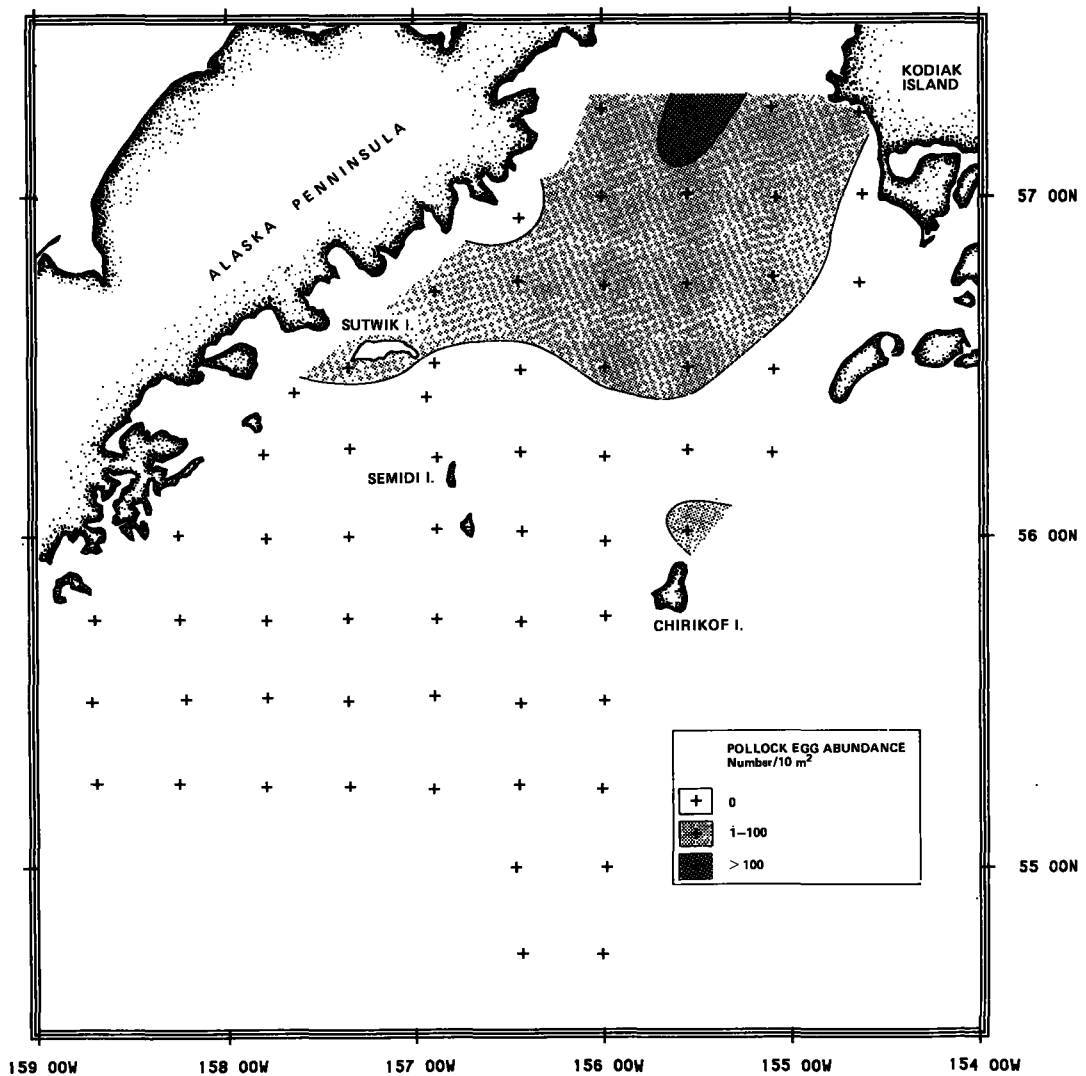 KODIAK
ISLAND
ALASKA PENNINSULA
57 00N
SUTWIK I.
SEMIDI I.
56 00N
CHIRIKOF I.
POLLOCK EGG ABUNDANCE
Number/10 m²
+ 0
+ 1–100
> 100
55 00N
159 00W 158 00W 157 00W 156 00W 155 00W 154 00W